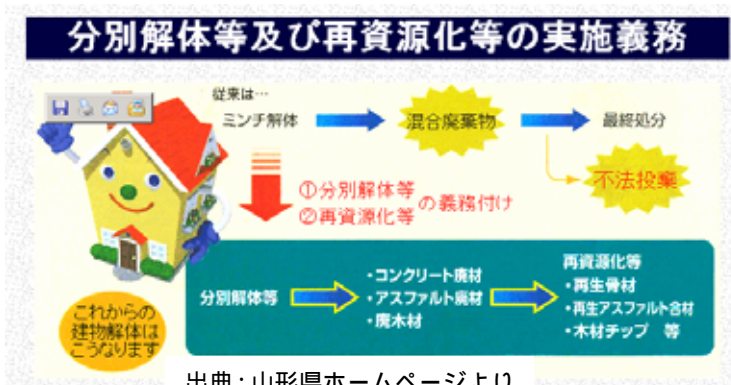 分別解体等及び再資源化等の実施義務
従来は…
ミンチ解体
混合廃棄物
最終処分
不法投棄
①分別解体等
②再資源化等
の義務付け
分別解体等
・コンクリート廃材
・アスファルト廃材
・廃木材
再資源化等
・再生骨材
・再生アスファルト合材
・木材チップ 等
これからの
建物解体は
こうなります
出典：山形県ホームページより